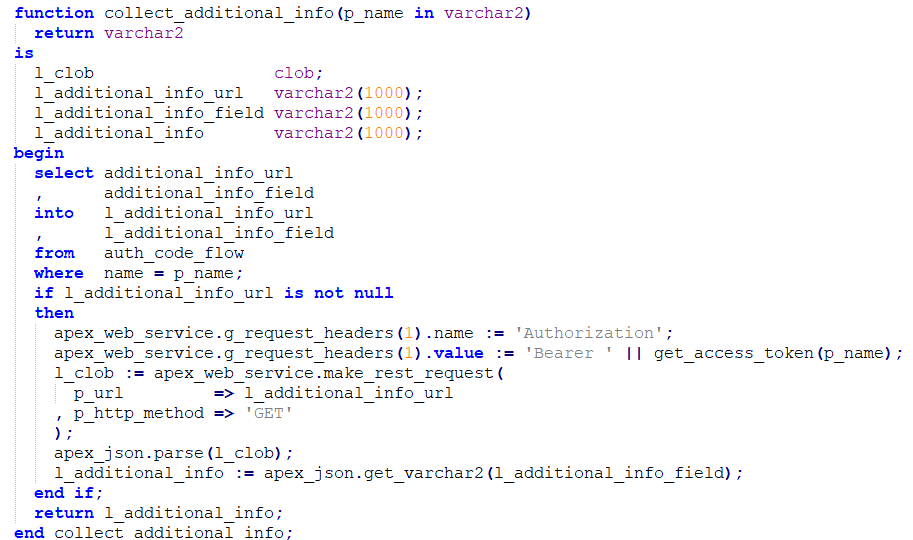 function collect_additional_info(p_name in varchar2)
  return varchar2
is
  l_clob                  clob;
  l_additional_info_url   varchar2(1000);
  l_additional_info_field varchar2(1000);
  l_additional_info       varchar2(1000);
begin
  select additional_info_url
  ,      additional_info_field
  into   l_additional_info_url
  ,      l_additional_info_field
  from   auth_code_flow
  where  name = p_name;
  if l_additional_info_url is not null
  then
    apex_web_service.g_request_headers(1).name := 'Authorization';
    apex_web_service.g_request_headers(1).value := 'Bearer ' || get_access_token(p_name);
    l_clob := apex_web_service.make_rest_request(
      p_url         => l_additional_info_url
    , p_http_method => 'GET'
    );
    apex_json.parse(l_clob);
    l_additional_info := apex_json.get_varchar2(l_additional_info_field);
  end if;
  return l_additional_info;
end collect_additional_info;